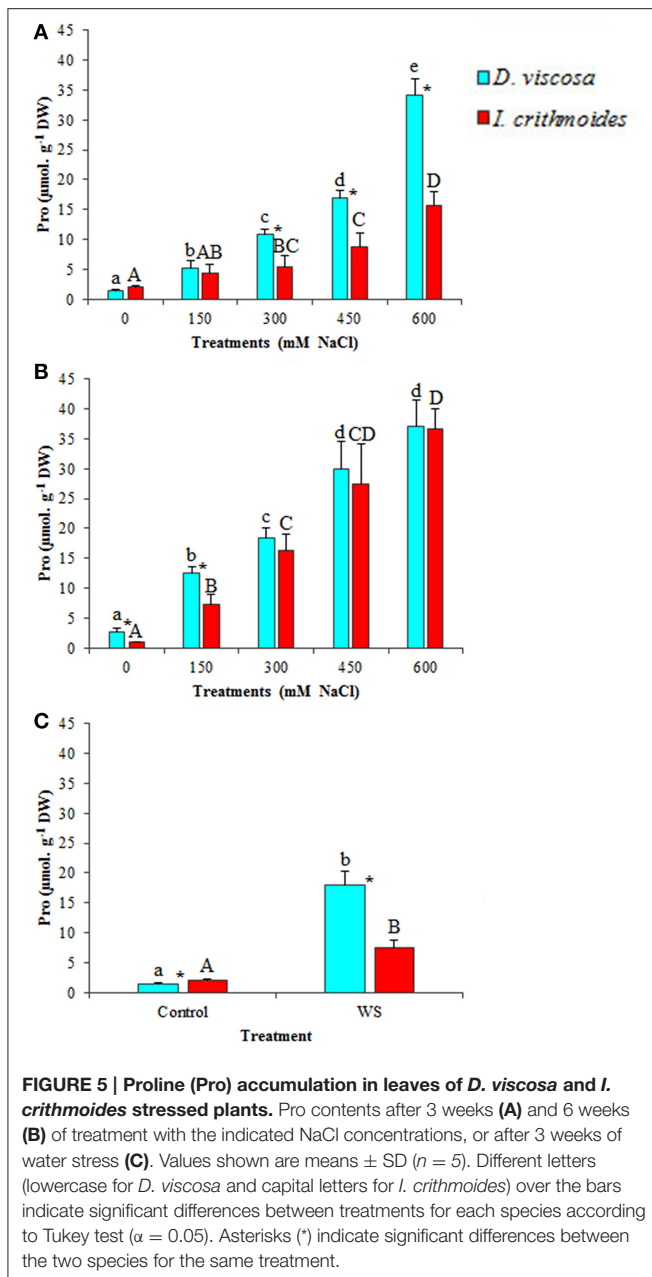 A
45
40
35
30
25
20
15
10
5
0
Pro (µmol. g⁻¹ DW)
a A
b AB
c * BC
d * C
e * D
0 150 300 450 600
Treatments (mM NaCl)
D. viscosa
I. crithmoides
B
45
40
35
30
25
20
15
10
5
0
Pro (µmol. g⁻¹ DW)
a * A
b * B
c C
d CD
d D
0 150 300 450 600
Treatments (mM NaCl)
C
45
40
35
30
25
20
15
10
5
0
Pro (µmol. g⁻¹ DW)
a * A
b * B
Control WS
Treatment
FIGURE 5 | Proline (Pro) accumulation in leaves of D. viscosa and I.
crithmoides stressed plants. Pro contents after 3 weeks (A) and 6 weeks
(B) of treatment with the indicated NaCl concentrations, or after 3 weeks of
water stress (C). Values shown are means ± SD (n = 5). Different letters
(lowercase for D. viscosa and capital letters for I. crithmoides) over the bars
indicate significant differences between treatments for each species according
to Tukey test (α = 0.05). Asterisks (*) indicate significant differences between
the two species for the same treatment.